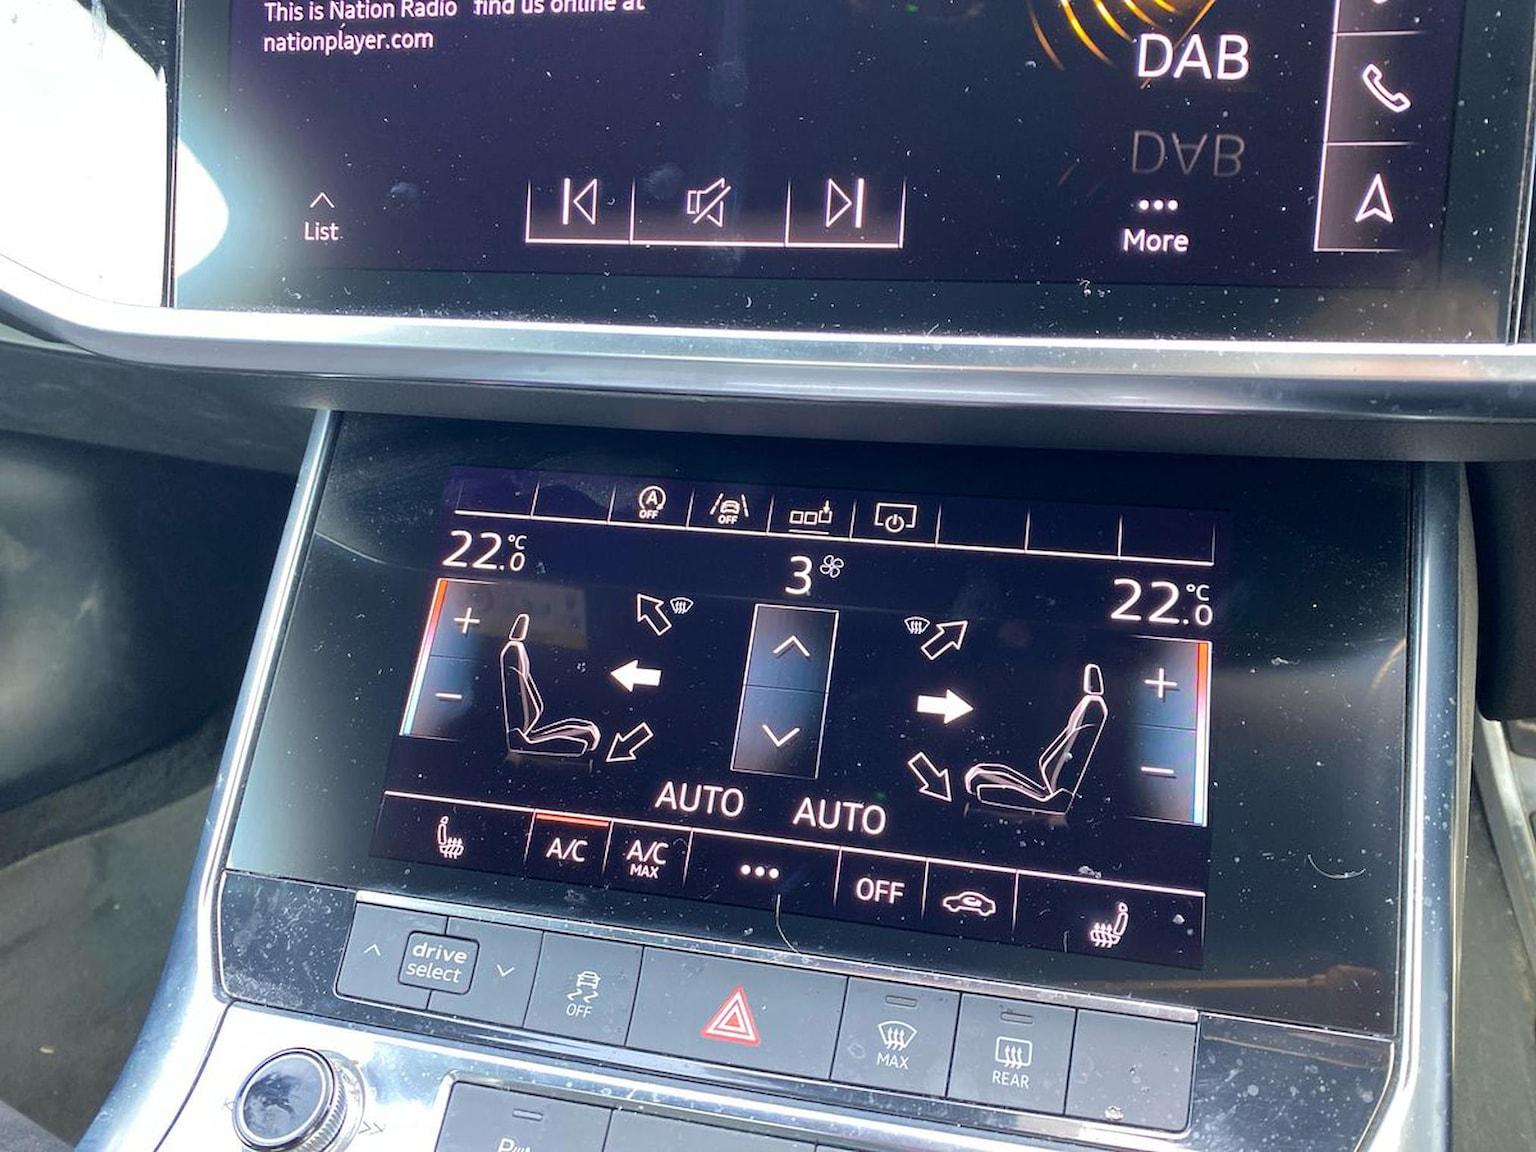 This is Nation Radio find us online at
nationplayer.com
DAB
List
More
A
OFF
OFF
22.0 °C
3
22.0 °C
AUTO AUTO
A/C
A/C
MAX
OFF
drive
select
OFF
MAX
REAR
P